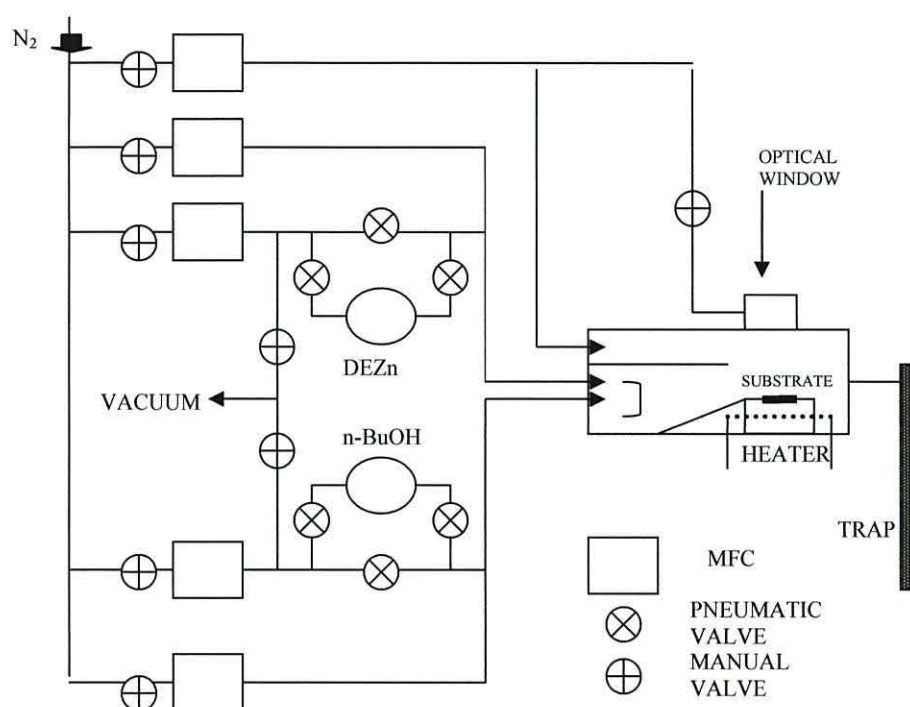 N₂
OPTICAL
WINDOW
DEZn
VACUUM
n-BuOH
SUBSTRATE
HEATER
TRAP
MFC
PNEUMATIC
VALVE
MANUAL
VALVE